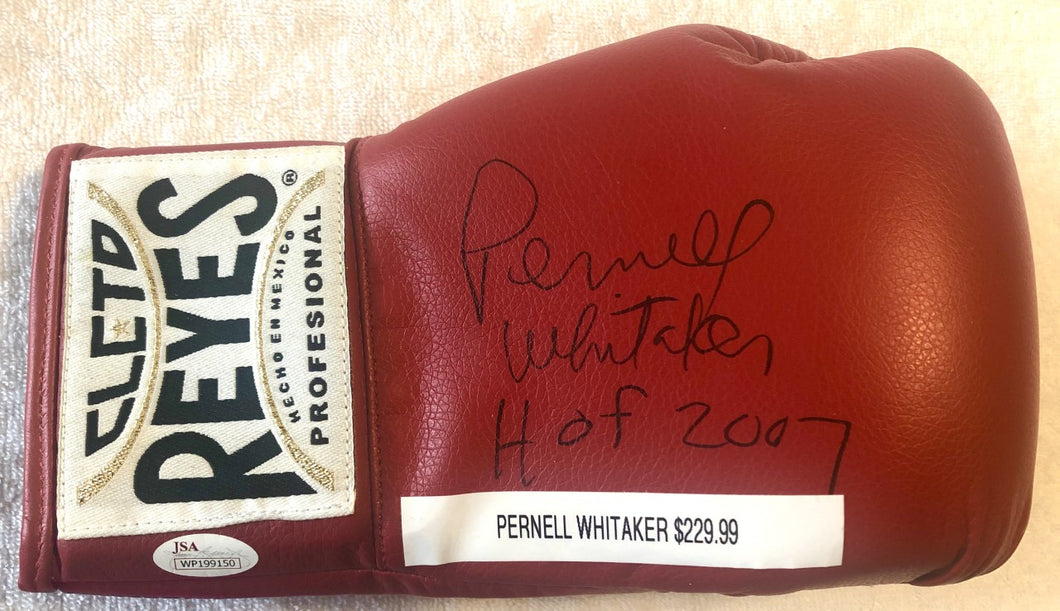 CLETO
REYES®
HECHO EN MEXICO
PROFESIONAL
Pernell
Whitaker
H of 2007
PERNELL WHITAKER $229.99
JSA
WP199150